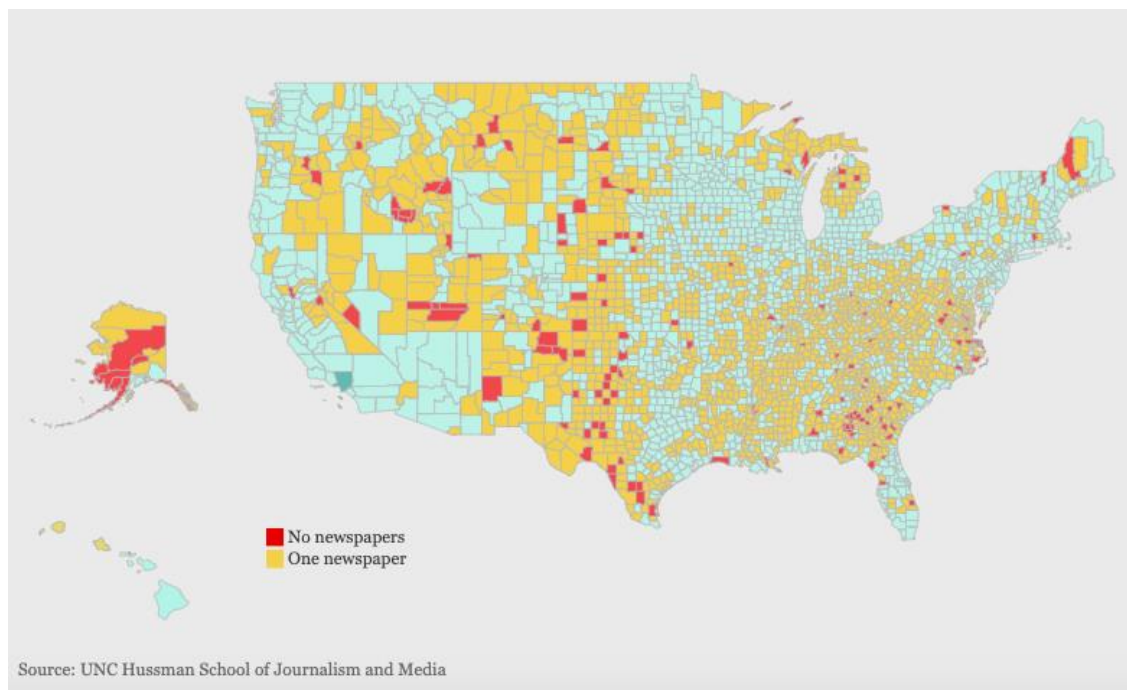 No newspapers
One newspaper
Source: UNC Hussman School of Journalism and Media